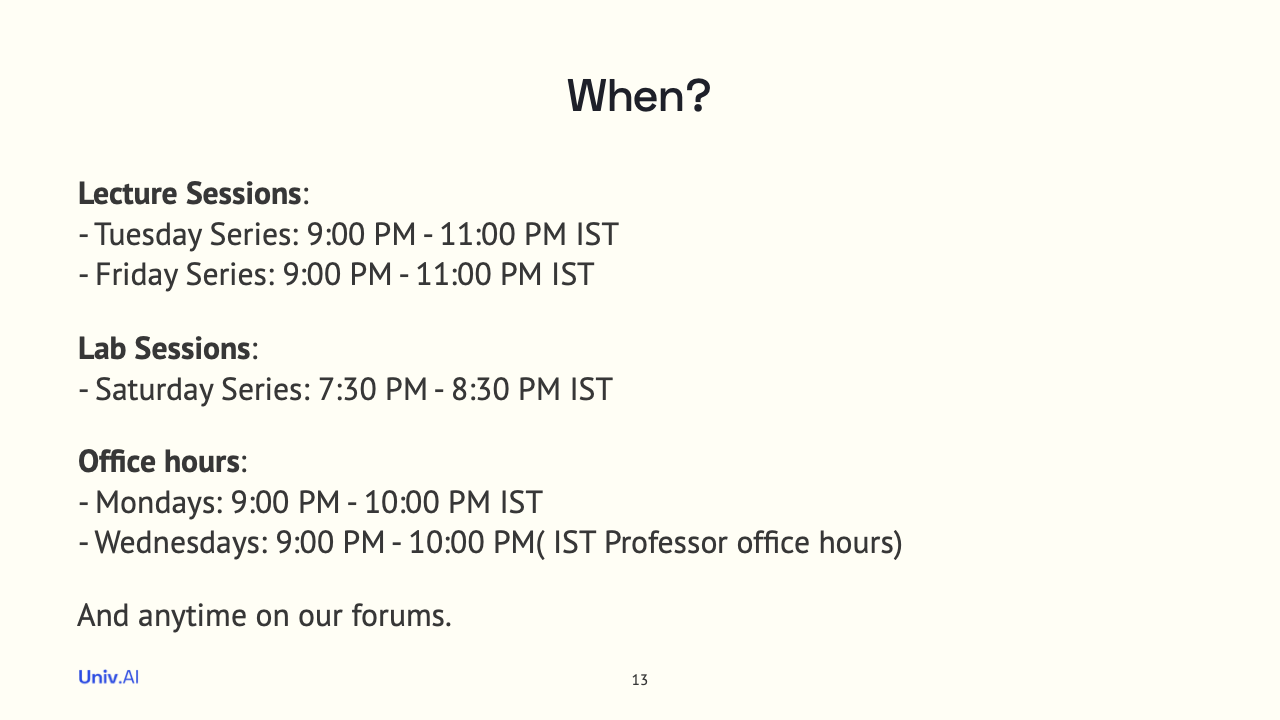 When?
Lecture Sessions:
- Tuesday Series: 9:00 PM - 11:00 PM IST
- Friday Series: 9:00 PM - 11:00 PM IST
Lab Sessions:
- Saturday Series: 7:30 PM - 8:30 PM IST
Office hours:
- Mondays: 9:00 PM - 10:00 PM IST
- Wednesdays: 9:00 PM - 10:00 PM( IST Professor office hours)
And anytime on our forums.
Univ.AI
13